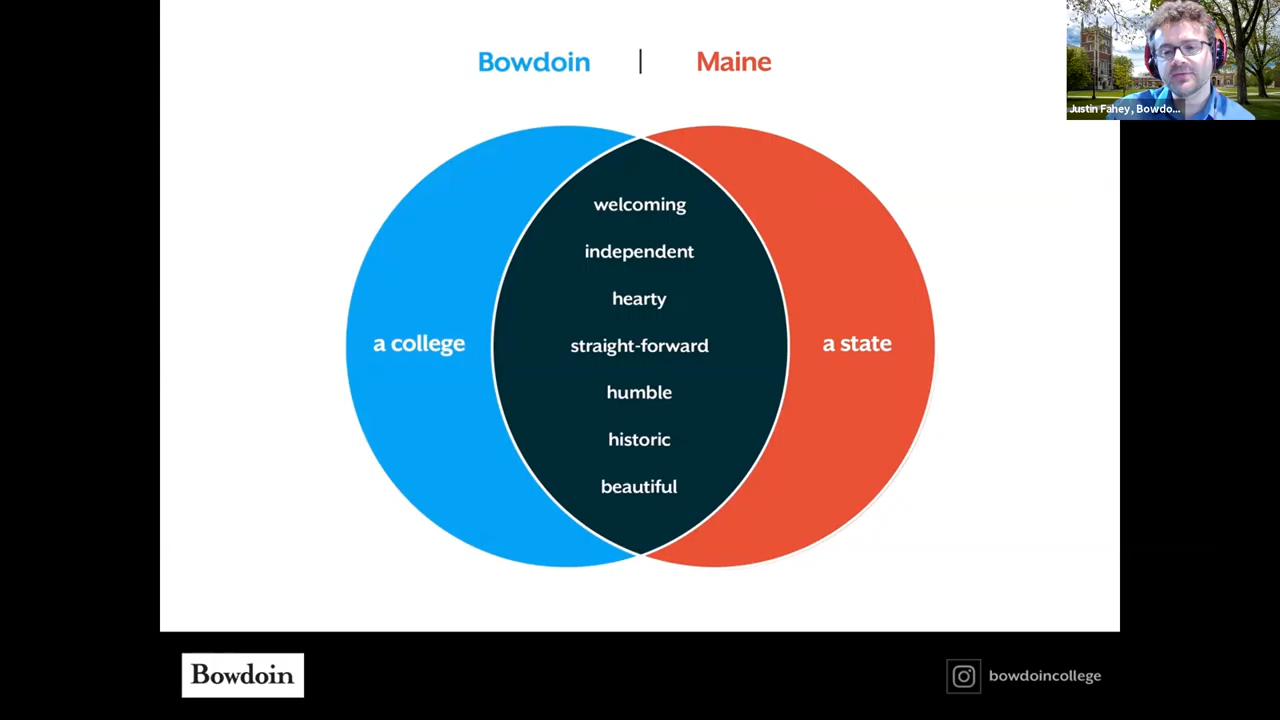 Bowdoin | Maine
Justin Fahey, Bowdo...
welcoming
independent
hearty
a college
straight-forward
a state
humble
historic
beautiful
Bowdoin
bowdoincollege